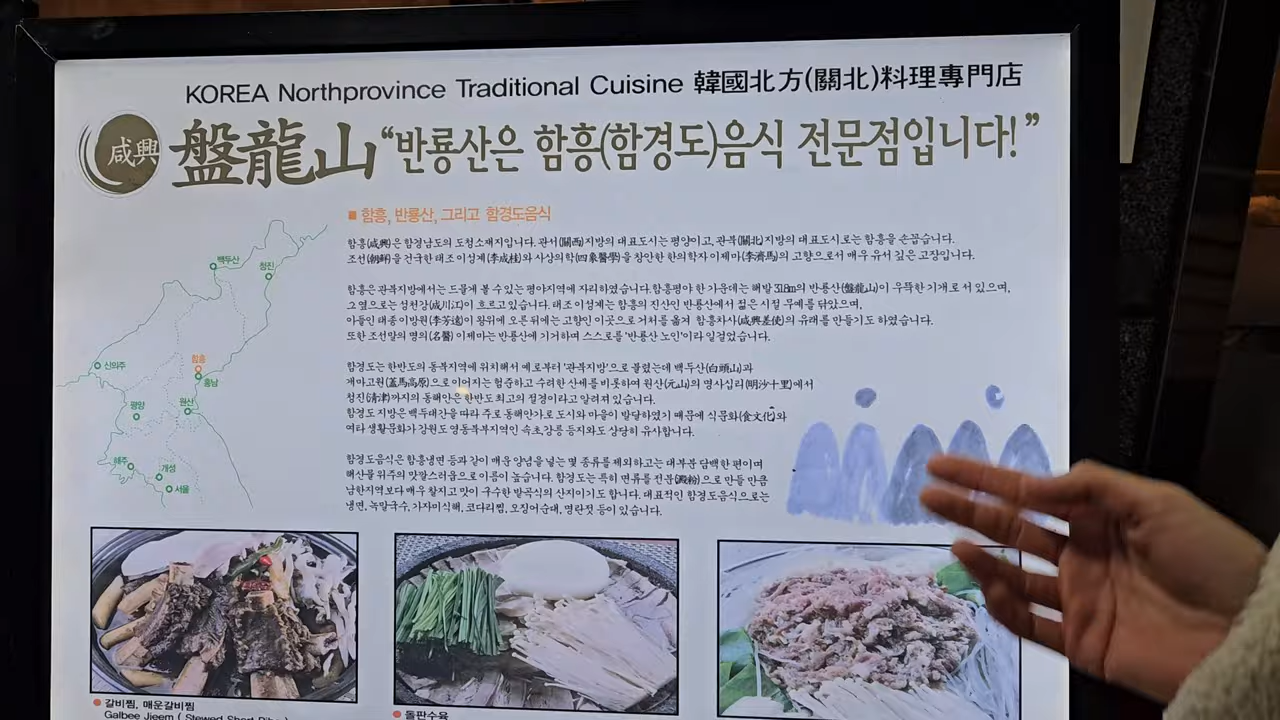 KOREA Northprovince Traditional Cuisine 韓國北方(關北)料理專門店
咸興 盤龍山 “반룡산은 함흥(함경도)음식 전문점입니다!”
■ 함흥, 반룡산, 그리고 함경도음식
함흥(咸興)은 함경남도의 도청소재지입니다. 관서(關西)지방의 대표도시는 평양이고, 관북(關北)지방의 대표도시로는 함흥을 손꼽습니다.
조선(朝鮮)을 건국한 태조 이성계(李成桂)와 사상의학(四象醫學)을 창안한 한의학자 이제마(李濟馬)의 고향으로서 매우 유서 깊은 고장입니다.
함흥은 관북지방에서는 드물게 볼 수 있는 평야지역에 자리하였습니다. 함흥평야 한 가운데는 해발 318m의 반룡산(盤龍山)이 우뚝한 기개로 서 있으며,
그 옆으로는 성천강(成川江)이 흐르고 있습니다. 태조 이성계는 함흥의 진산인 반룡산에서 젊은 시절 무예를 닦았으며,
아들인 태종 이방원(李芳遠)이 왕위에 오른 뒤에는 고향인 이곳으로 거처를 옮겨 함흥차사(咸興差使)의 유래를 만들기도 하였습니다.
또한 조선말의 명의(名醫) 이제마는 반룡산에 기거하며 스스로를 '반룡산 노인'이라 일컬었습니다.
함경도는 한반도의 동북지역에 위치해서 예로부터 '관북지방'으로 불렸는데 백두산(白頭山)과
개마고원(蓋馬高原)으로 이어지는 험준하고 수려한 산세를 비롯하여 원산(元山)의 명사십리(明沙十里)에서
청진(淸津)까지의 동해안은 한반도 최고의 절경이라고 알려져 있습니다.
함경도 지방은 백두대간을 따라 주로 동해안가로 도시와 마을이 발달하였기 때문에 식문화(食文化)와
여타 생활문화가 강원도 영동북부지역인 속초, 강릉 등지와도 상당히 유사합니다.
함경도음식은 함흥냉면 등과 같이 매운 양념을 넣는 몇 종류를 제외하고는 대부분 담백한 편이며
해산물 위주의 맛깔스러움으로 이름이 높습니다. 함경도는 특히 면류를 전분(澱粉)으로 만들 만큼
남한지역보다 매우 찰지고 맛이 구수한 밭곡식의 산지이기도 합니다. 대표적인 함경도음식으로는
냉면, 녹말국수, 가자미식해, 코다리찜, 오징어순대, 명란젓 등이 있습니다.
백두산
청진
신의주
함흥
흥남
평양
원산
해주
개성
서울
갈비찜, 매운갈비찜
Galbee Jjeem ( Stewed Short Ribs )
돌판수육